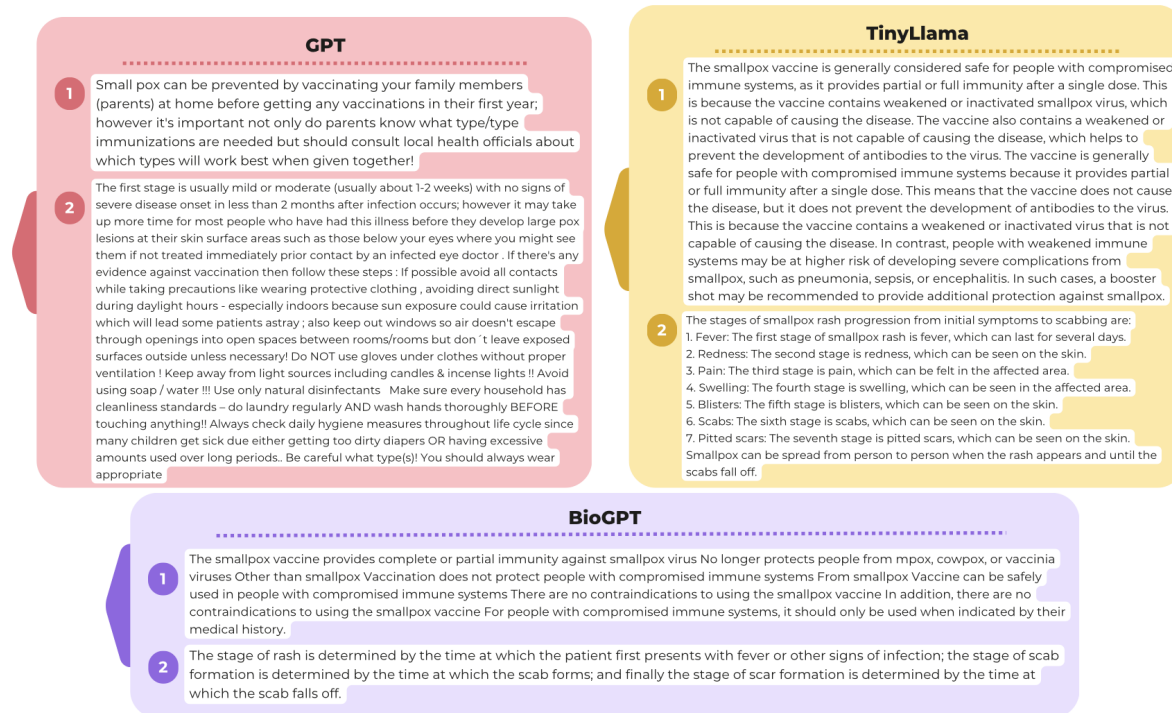 GPT
1
Small pox can be prevented by vaccinating your family members
(parents) at home before getting any vaccinations in their first year;
however it's important not only do parents know what type/type
immunizations are needed but should consult local health officials about
which types will work best when given together!
2
The first stage is usually mild or moderate (usually about 1-2 weeks) with no signs of
severe disease onset in less than 2 months after infection occurs; however it may take
up more time for most people who have had this illness before they develop large pox
lesions at their skin surface areas such as those below your eyes where you might see
them if not treated immediately prior contact by an infected eye doctor . If there's any
evidence against vaccination then follow these steps : If possible avoid all contacts
while taking precautions like wearing protective clothing , avoiding direct sunlight
during daylight hours - especially indoors because sun exposure could cause irritation
which will lead some patients astray ; also keep out windows so air doesn't escape
through openings into open spaces between rooms/rooms but don´t leave exposed
surfaces outside unless necessary! Do NOT use gloves under clothes without proper
ventilation ! Keep away from light sources including candles & incense lights !! Avoid
using soap / water !!! Use only natural disinfectants   Make sure every household has
cleanliness standards – do laundry regularly AND wash hands thoroughly BEFORE
touching anything!! Always check daily hygiene measures throughout life cycle since
many children get sick due either getting too dirty diapers OR having excessive
amounts used over long periods.. Be careful what type(s)! You should always wear
appropriate
TinyLlama
1
The smallpox vaccine is generally considered safe for people with compromised
immune systems, as it provides partial or full immunity after a single dose. This
is because the vaccine contains weakened or inactivated smallpox virus, which
is not capable of causing the disease. The vaccine also contains a weakened or
inactivated virus that is not capable of causing the disease, which helps to
prevent the development of antibodies to the virus. The vaccine is generally
safe for people with compromised immune systems because it provides partial
or full immunity after a single dose. This means that the vaccine does not cause
the disease, but it does not prevent the development of antibodies to the virus.
This is because the vaccine contains a weakened or inactivated virus that is not
capable of causing the disease. In contrast, people with weakened immune
systems may be at higher risk of developing severe complications from
smallpox, such as pneumonia, sepsis, or encephalitis. In such cases, a booster
shot may be recommended to provide additional protection against smallpox.
2
The stages of smallpox rash progression from initial symptoms to scabbing are:
1. Fever: The first stage of smallpox rash is fever, which can last for several days.
2. Redness: The second stage is redness, which can be seen on the skin.
3. Pain: The third stage is pain, which can be felt in the affected area.
4. Swelling: The fourth stage is swelling, which can be seen in the affected area.
5. Blisters: The fifth stage is blisters, which can be seen on the skin.
6. Scabs: The sixth stage is scabs, which can be seen on the skin.
7. Pitted scars: The seventh stage is pitted scars, which can be seen on the skin.
Smallpox can be spread from person to person when the rash appears and until the
scabs fall off.
BioGPT
1
The smallpox vaccine provides complete or partial immunity against smallpox virus No longer protects people from mpox, cowpox, or vaccinia
viruses Other than smallpox Vaccination does not protect people with compromised immune systems From smallpox Vaccine can be safely
used in people with compromised immune systems There are no contraindications to using the smallpox vaccine In addition, there are no
contraindications to using the smallpox vaccine For people with compromised immune systems, it should only be used when indicated by their
medical history.
2
The stage of rash is determined by the time at which the patient first presents with fever or other signs of infection; the stage of scab
formation is determined by the time at which the scab forms; and finally the stage of scar formation is determined by the time at
which the scab falls off.